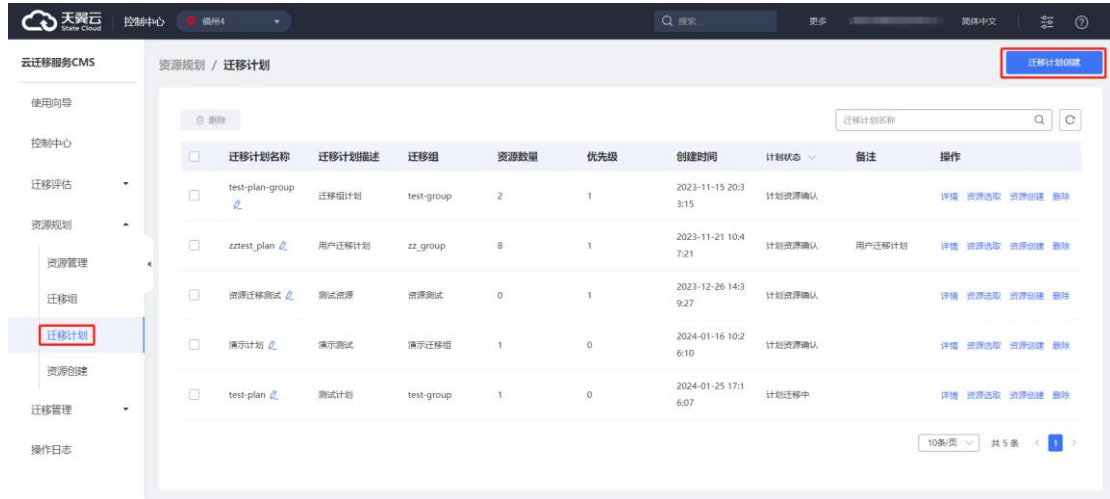 天翼云
State Cloud
控制中心
福州4
搜索...
更多
简体中文
云迁移服务CMS
资源规划 / 迁移计划
迁移计划创建
使用向导
控制中心
迁移评估
资源规划
资源管理
迁移组
迁移计划
资源创建
迁移管理
操作日志
删除
迁移计划名称
迁移计划名称 迁移计划描述 迁移组 资源数量 优先级 创建时间 计划状态 备注 操作
test-plan-group 迁移组计划 test-group 2 1 2023-11-15 20:3 计划资源确认 详情 资源选取 资源创建 删除
3:15
zztest_plan 用户迁移计划 zz_group 8 1 2023-11-21 10:4 计划资源确认 用户迁移计划 详情 资源选取 资源创建 删除
7:21
资源迁移测试 测试资源 资源测试 0 1 2023-12-26 14:3 计划资源确认 详情 资源选取 资源创建 删除
9:27
演示计划 演示测试 演示迁移组 1 0 2024-01-16 10:2 计划资源确认 详情 资源选取 资源创建 删除
6:10
test-plan 测试计划 test-group 1 0 2024-01-25 17:1 计划迁移中 详情 资源选取 资源创建 删除
6:07
10条/页 共 5 条 1